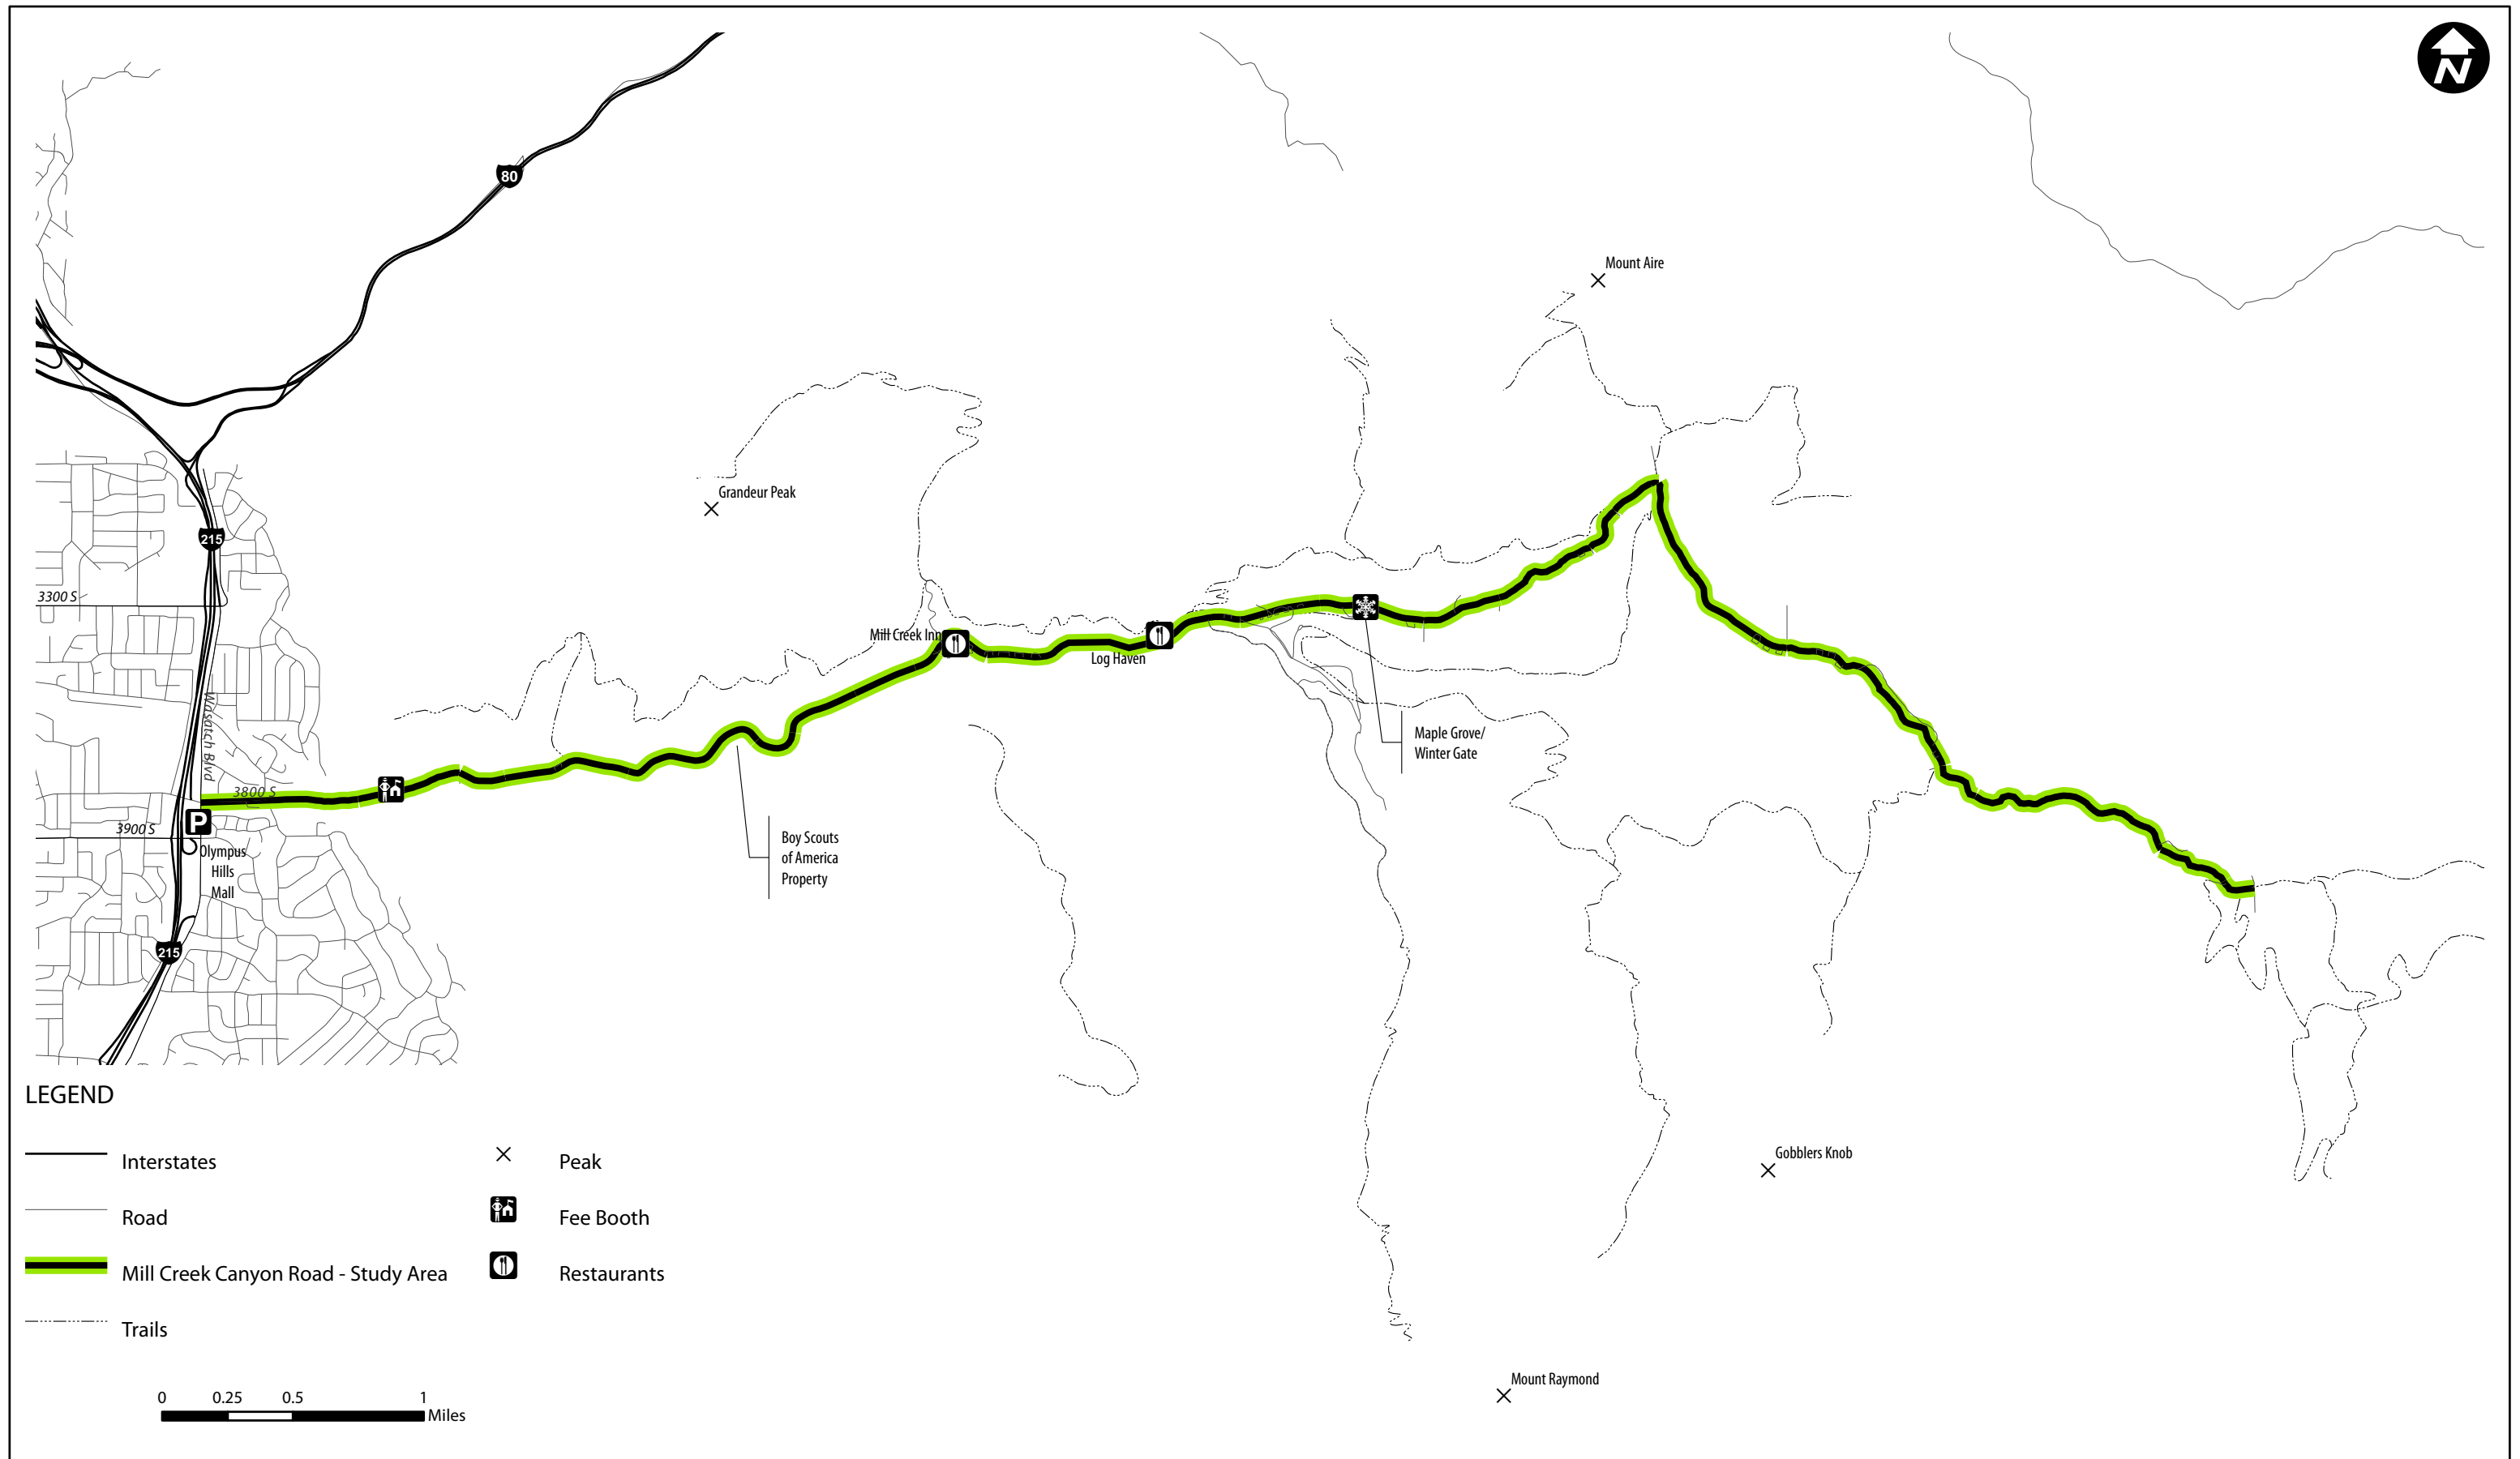 N
80
Mount Aire
Grandeur Peak
215
3300 S
Mill Creek Inn
Log Haven
Wasatch Blvd
Maple Grove/
Winter Gate
3800 S
P
3900 S
Olympus
Hills
Mall
Boy Scouts
of America
Property
215
LEGEND
Interstates
Road
Mill Creek Canyon Road - Study Area
Trails
Peak
Fee Booth
Restaurants
Gobblers Knob
Mount Raymond
0 0.25 0.5 1
Miles